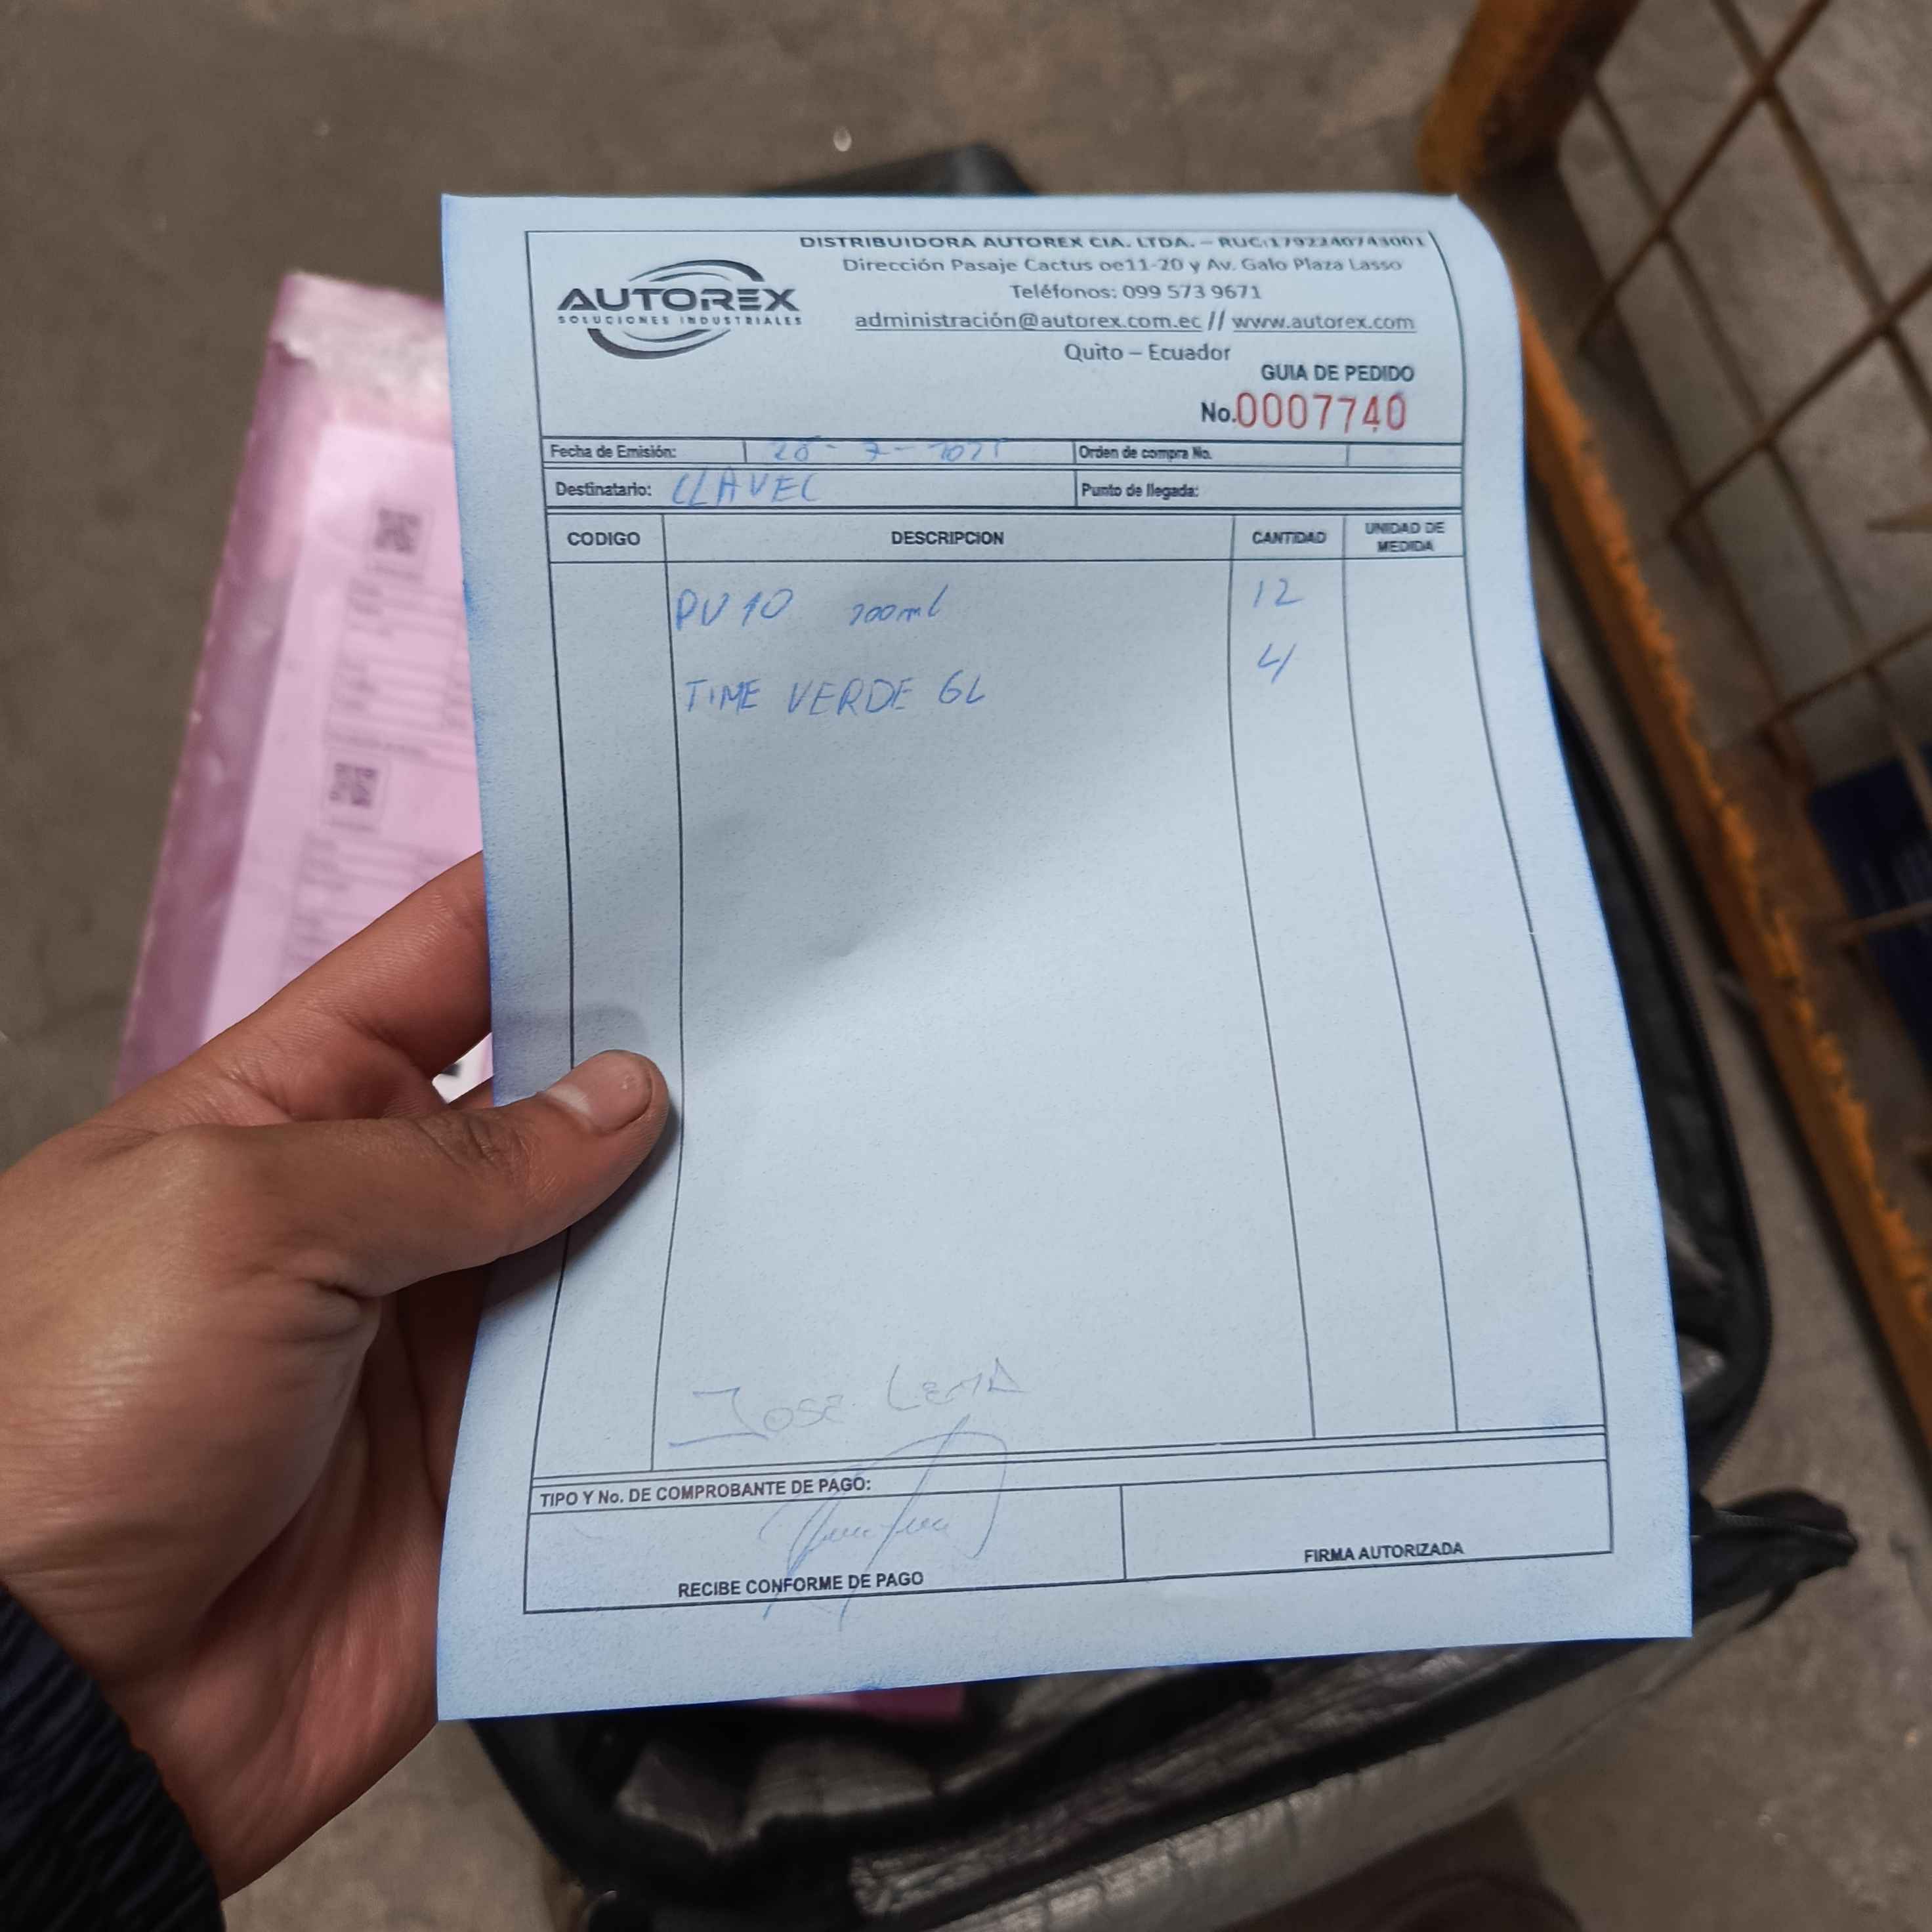 DISTRIBUIDORA AUTOREX CIA. LTDA. – RUC:1792240743001
Dirección Pasaje Cactus oe11-20 y Av. Galo Plaza Lasso
Teléfonos: 099 573 9671
administración@autorex.com.ec // www.autorex.com
Quito – Ecuador
AUTOREX
SOLUCIONES INDUSTRIALES
GUIA DE PEDIDO
No.0007740
Fecha de Emisión:
Orden de compra No.
Destinatario: CLAVEC
Punto de llegada:
CODIGO DESCRIPCION CANTIDAD UNIDAD DE MEDIDA
PU 10 200ml 12
TIME VERDE GL 4
JOSE LEMA
TIPO Y No. DE COMPROBANTE DE PAGO:
RECIBE CONFORME DE PAGO
FIRMA AUTORIZADA